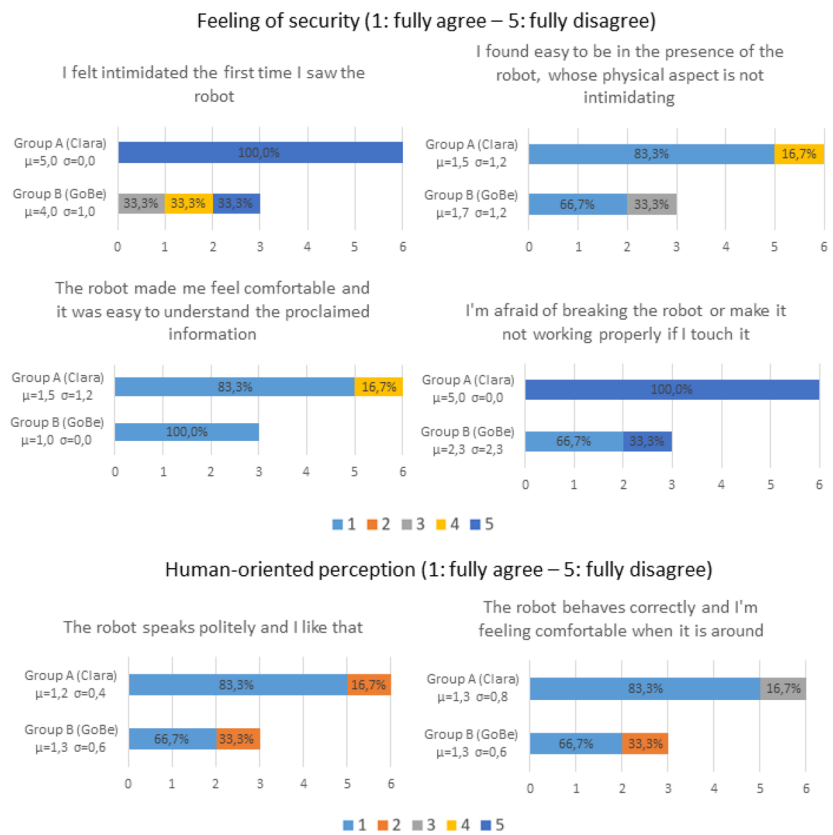 Feeling of security (1: fully agree – 5: fully disagree)
I felt intimidated the first time I saw the
robot
Group A (Clara)
μ=5,0 σ=0,0
100,0%
Group B (GoBe)
μ=4,0 σ=1,0
33,3% 33,3% 33,3%
0 1 2 3 4 5 6
I found easy to be in the presence of the
robot, whose physical aspect is not
intimidating
Group A (Clara)
μ=1,5 σ=1,2
83,3% 16,7%
Group B (GoBe)
μ=1,7 σ=1,2
66,7% 33,3%
0 1 2 3 4 5 6
The robot made me feel comfortable and
it was easy to understand the proclaimed
information
Group A (Clara)
μ=1,5 σ=1,2
83,3% 16,7%
Group B (GoBe)
μ=1,0 σ=0,0
100,0%
0 1 2 3 4 5 6
I'm afraid of breaking the robot or make it
not working properly if I touch it
Group A (Clara)
μ=5,0 σ=0,0
100,0%
Group B (GoBe)
μ=2,3 σ=2,3
66,7% 33,3%
0 1 2 3 4 5 6
1 2 3 4 5
Human-oriented perception (1: fully agree – 5: fully disagree)
The robot speaks politely and I like that
Group A (Clara)
μ=1,2 σ=0,4
83,3% 16,7%
Group B (GoBe)
μ=1,3 σ=0,6
66,7% 33,3%
0 1 2 3 4 5 6
The robot behaves correctly and I'm
feeling comfortable when it is around
Group A (Clara)
μ=1,3 σ=0,8
83,3% 16,7%
Group B (GoBe)
μ=1,3 σ=0,6
66,7% 33,3%
0 1 2 3 4 5 6
1 2 3 4 5